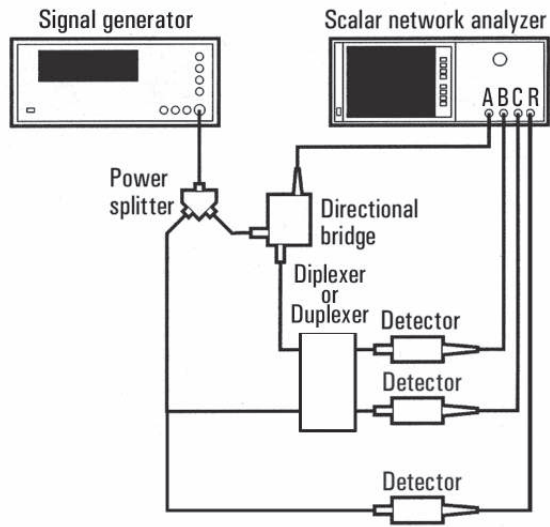 Signal generator
Scalar network analyzer
A B C R
Power
splitter
Directional
bridge
Diplexer
or
Duplexer
Detector
Detector
Detector